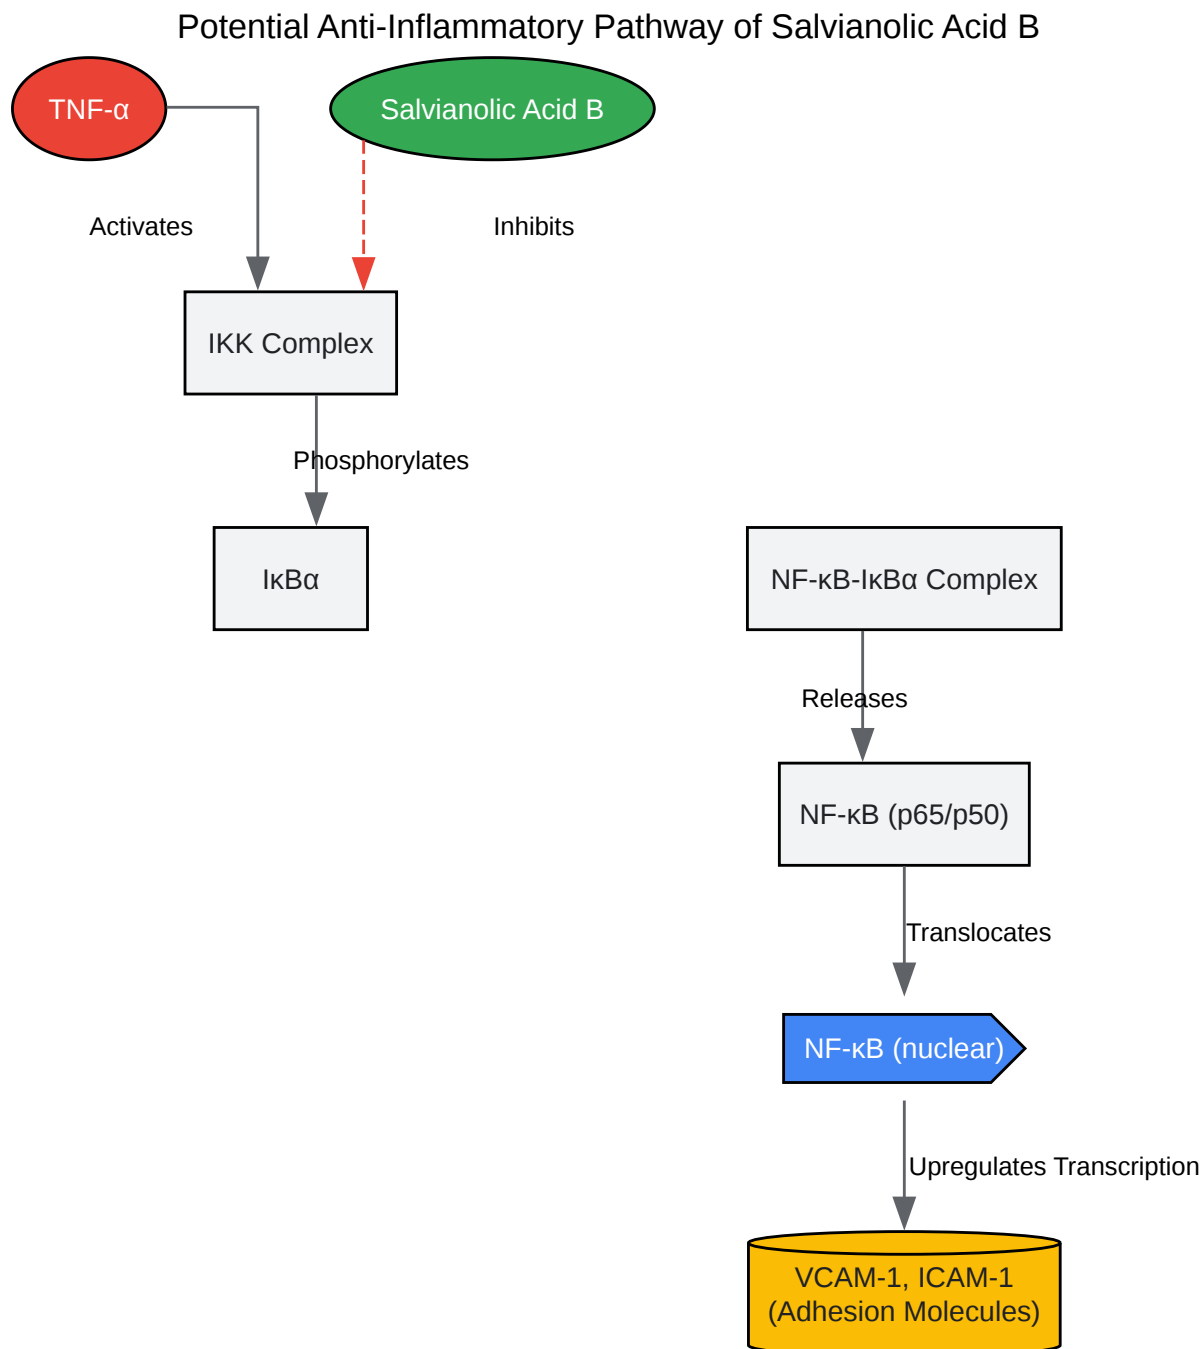 Potential Anti-Inflammatory Pathway of Salvianolic Acid B
TNF-α
Salvianolic Acid B
Activates
Inhibits
IKK Complex
Phosphorylates
IκBα
NF-κB-IκBα Complex
Releases
NF-κB (p65/p50)
Translocates
NF-κB (nuclear)
Upregulates Transcription
VCAM-1, ICAM-1
(Adhesion Molecules)